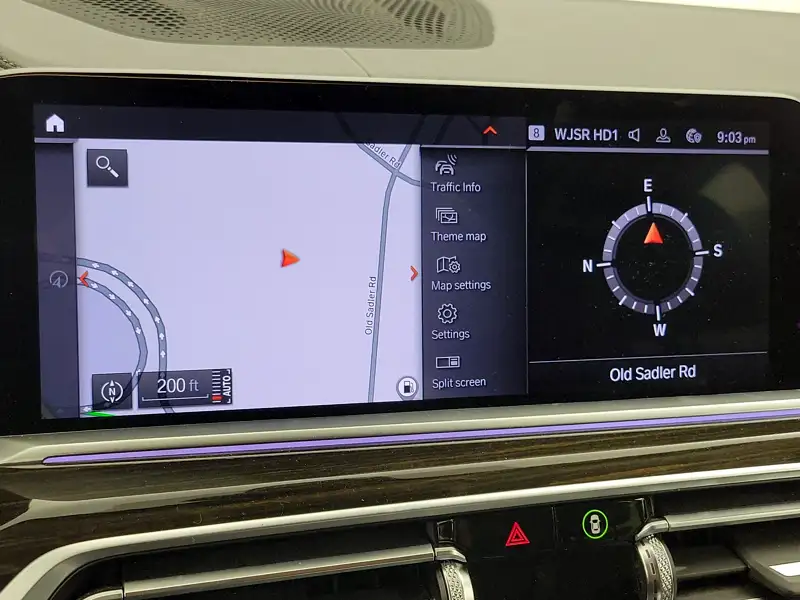 8 WJSR HD1 9:03 pm
Sadler Rd
Traffic Info
Theme map
Map settings
Settings
Split screen
Old Sadler Rd
N
200 ft
AUTO
E
N S
W
Old Sadler Rd